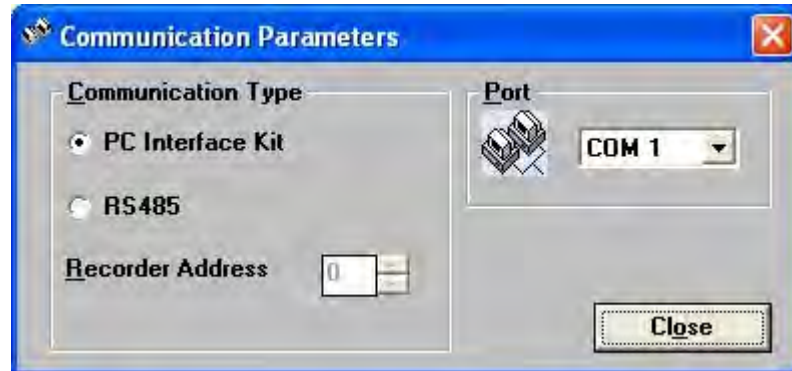 Communication Parameters
Communication Type
PC Interface Kit
RS485
Recorder Address
0
Port
COM 1
Close